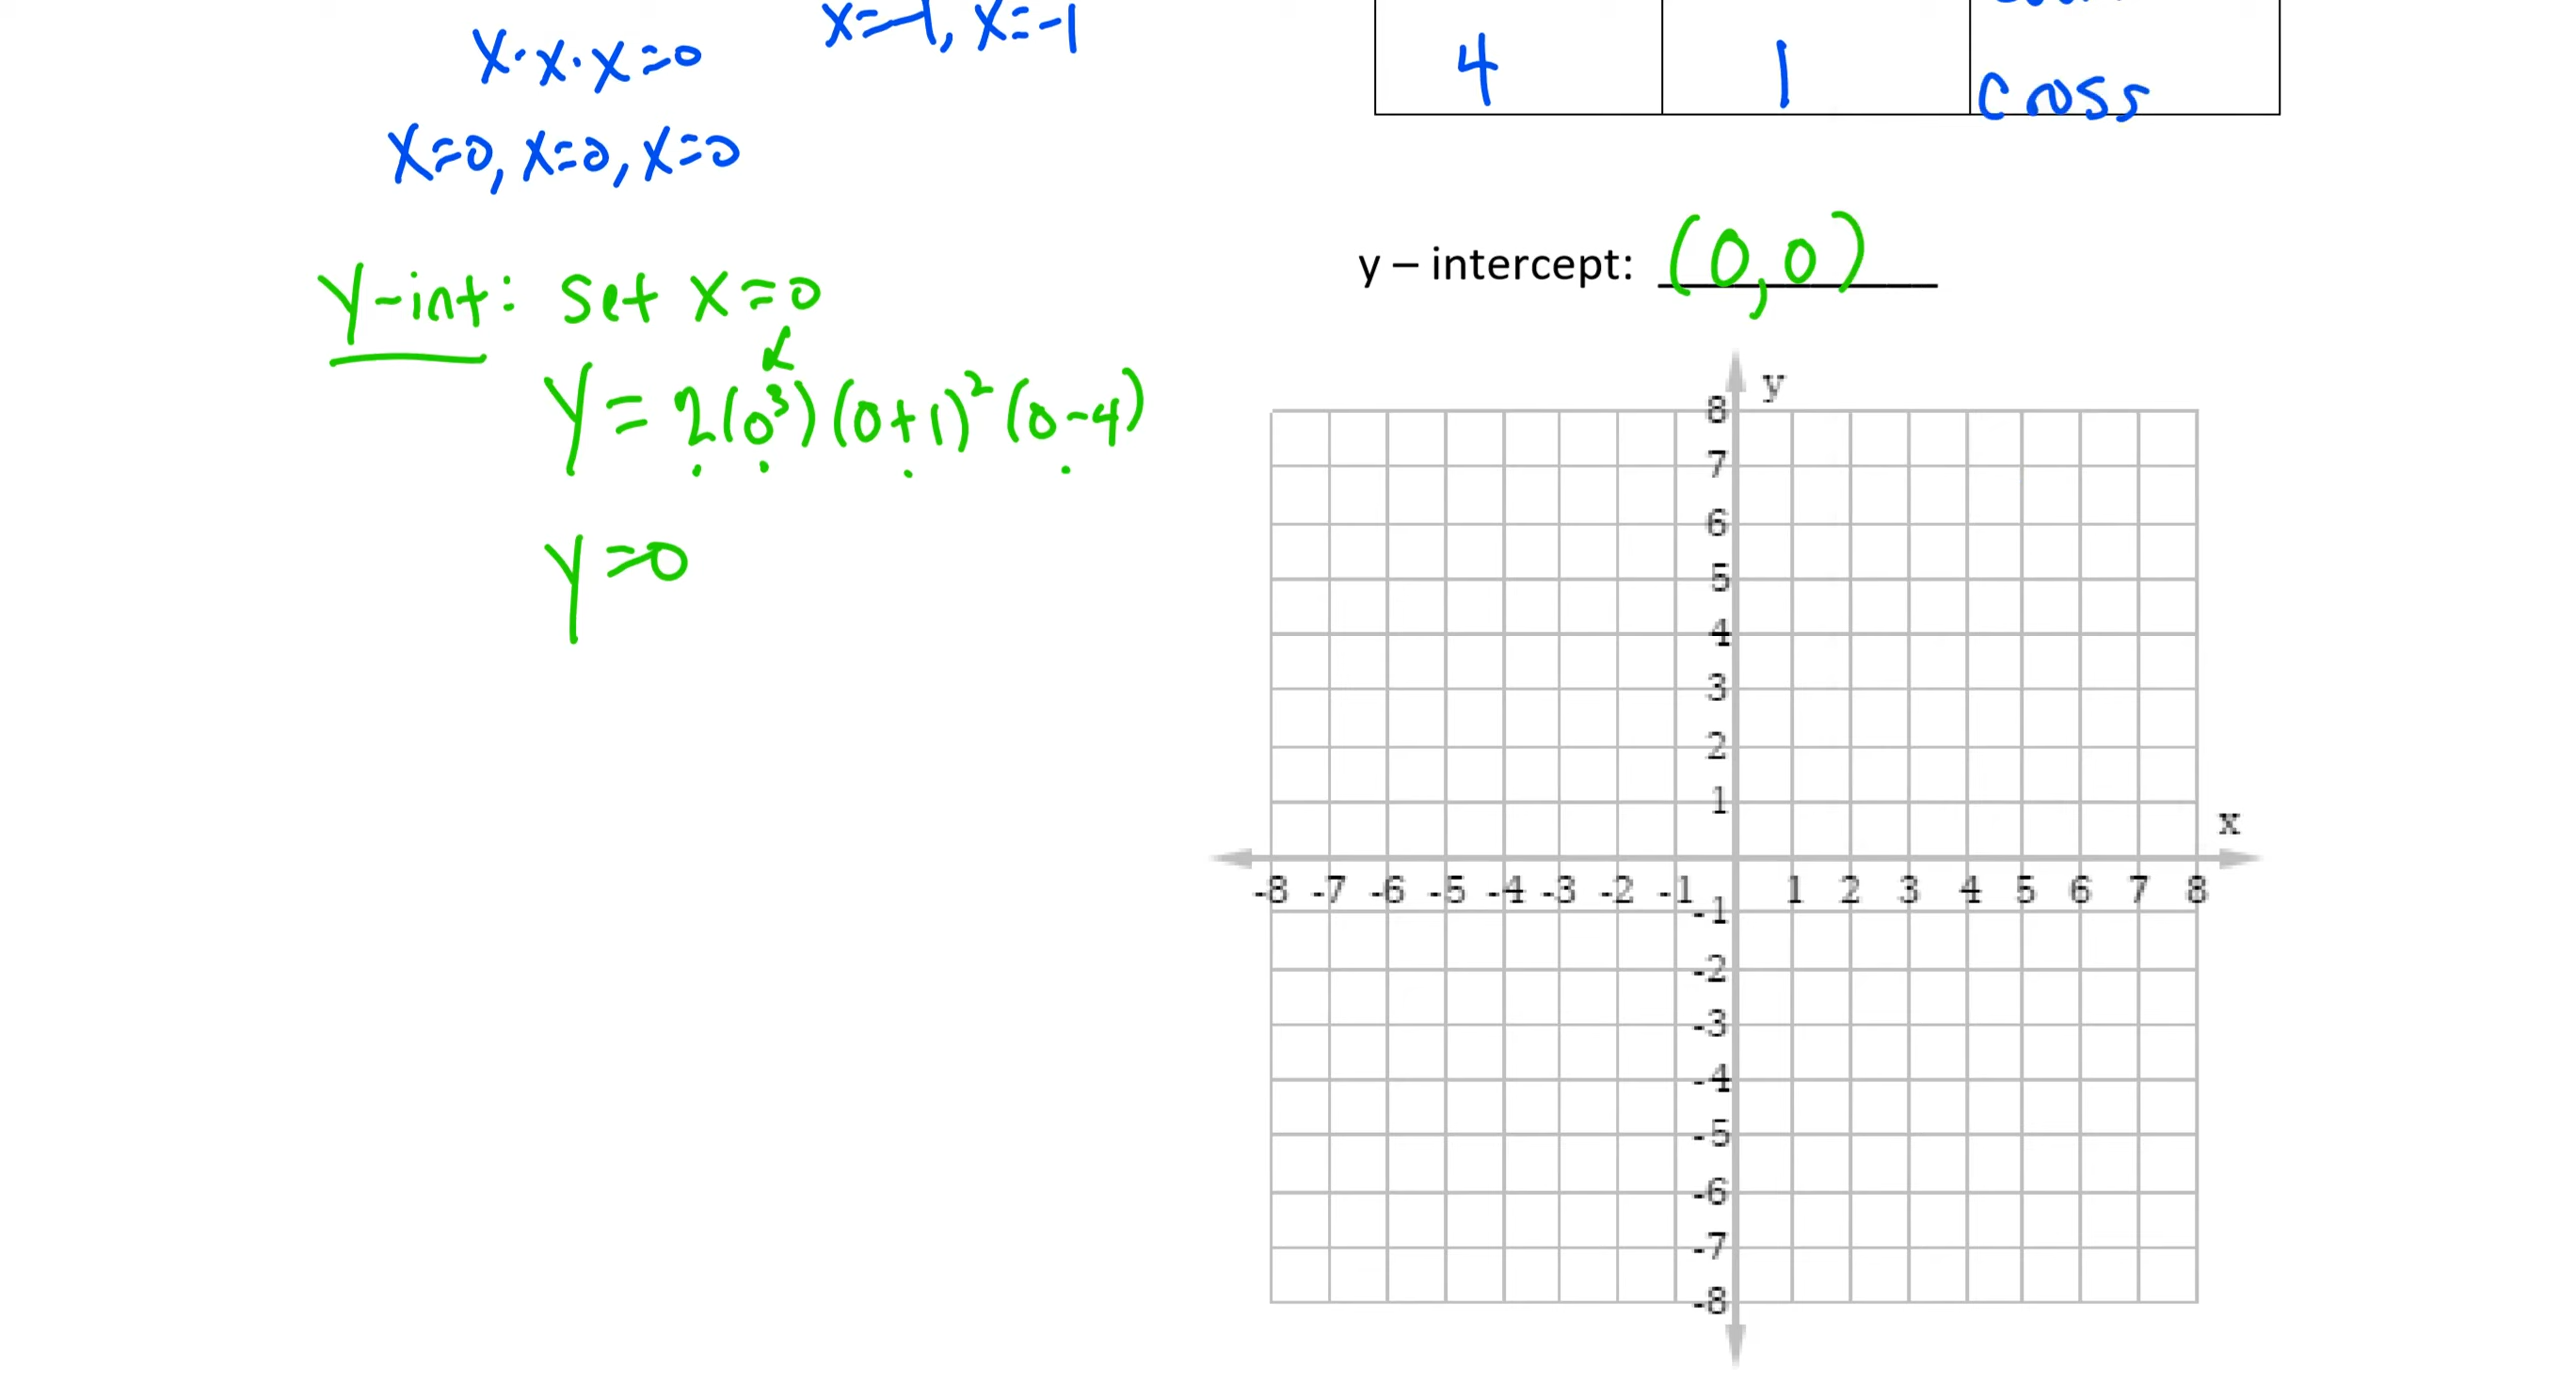 x=-1, x=-1
x·x·x=0
x=0, x=0, x=0
4 1 cross
y – intercept: (0,0)
y-int: set x=0
y = 2(0³)(0+1)²(0-4)
y=0
y
8
7
6
5
4
3
2
1
x
-8 -7 -6 -5 -4 -3 -2 -1 1 2 3 4 5 6 7 8
-1
-2
-3
-4
-5
-6
-7
-8